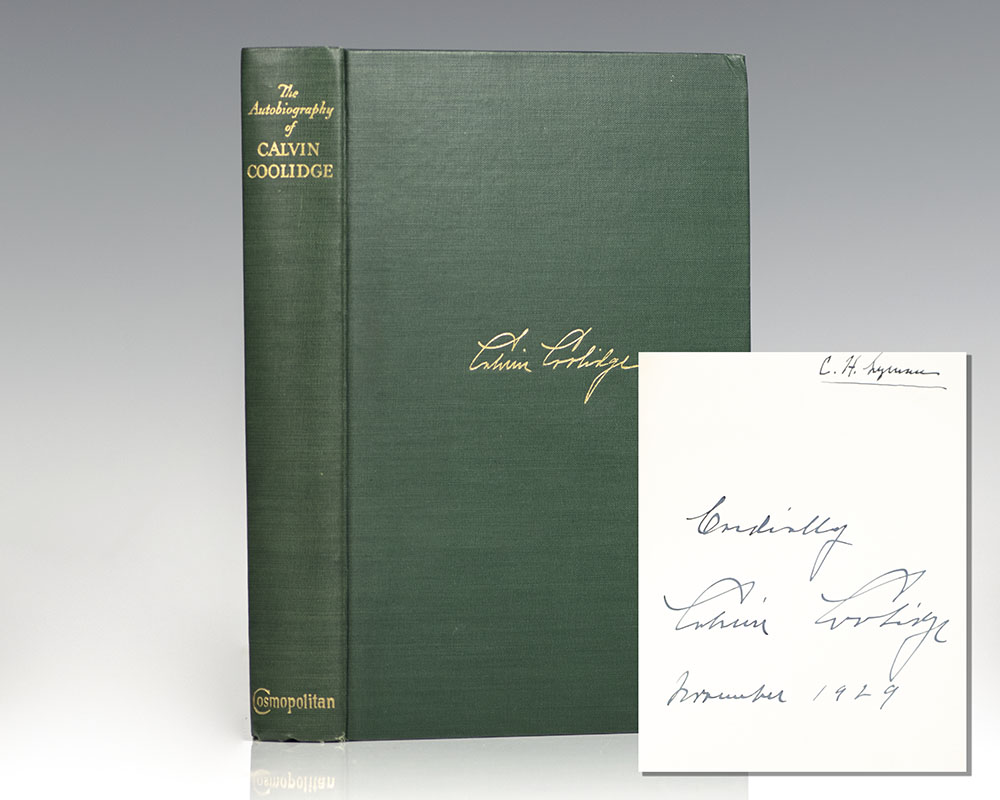 The
Autobiography
of
CALVIN
COOLIDGE
Cosmopolitan
Calvin Coolidge
C. H. Lyman
Cordially
Calvin Coolidge
November 1929